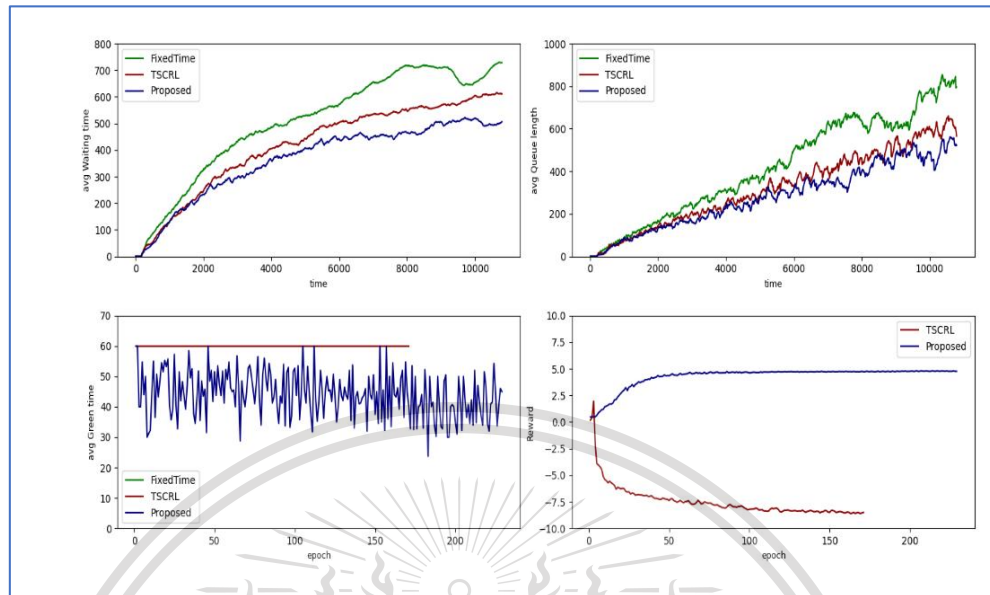 800
700
600
500
400
300
200
100
0
avg Waiting time
FixedTime
TSCRL
Proposed
0 2000 4000 6000 8000 10000
time
1000
800
600
400
200
0
avg Queue length
FixedTime
TSCRL
Proposed
0 2000 4000 6000 8000 10000
time
70
60
50
40
30
20
10
0
avg Green time
FixedTime
TSCRL
Proposed
0 50 100 150 200
epoch
10.0
7.5
5.0
2.5
0.0
-2.5
-5.0
-7.5
-10.0
Reward
TSCRL
Proposed
0 50 100 150 200
epoch